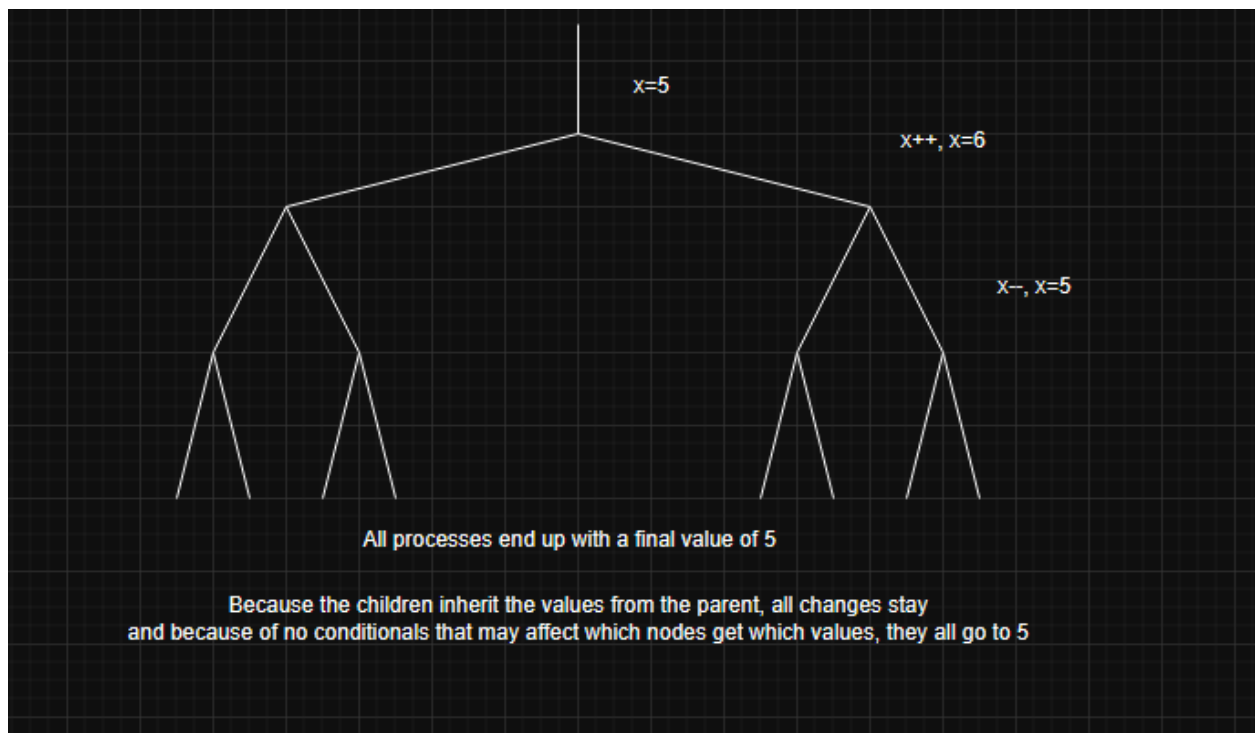 x=5
x++, x=6
x--, x=5
All processes end up with a final value of 5
Because the children inherit the values from the parent, all changes stay
and because of no conditionals that may affect which nodes get which values, they all go to 5